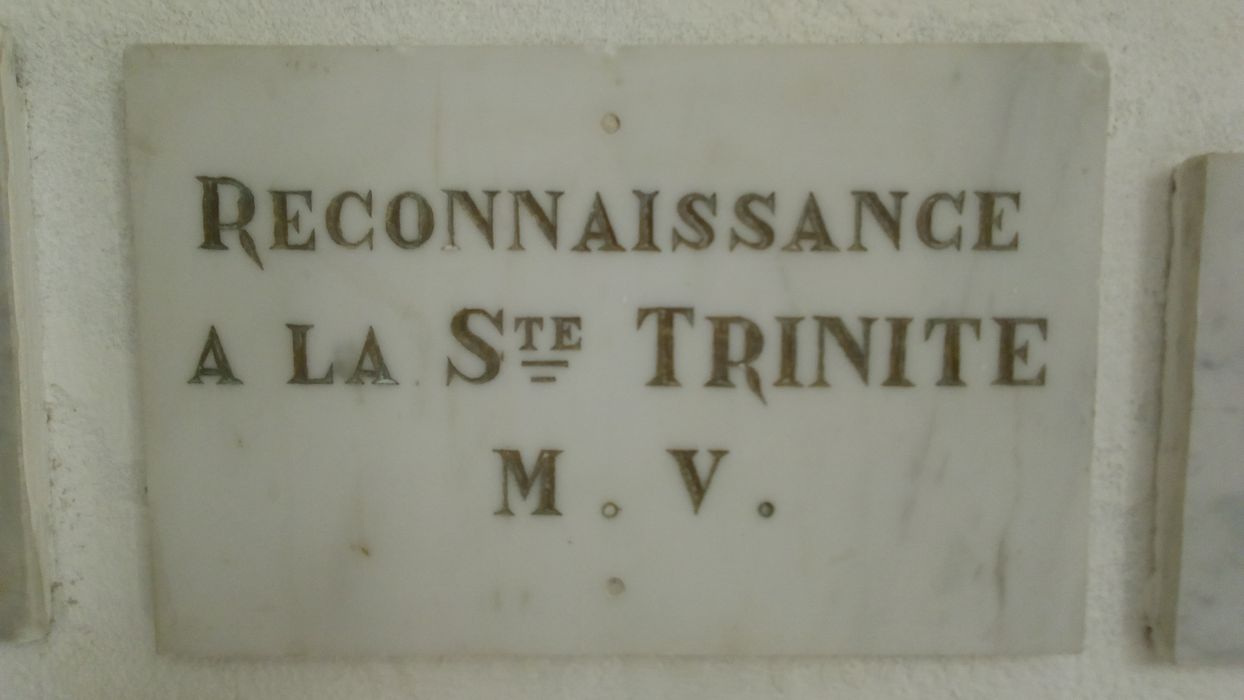 RECONNAISSANCE
A LA STE TRINITE
M. V.